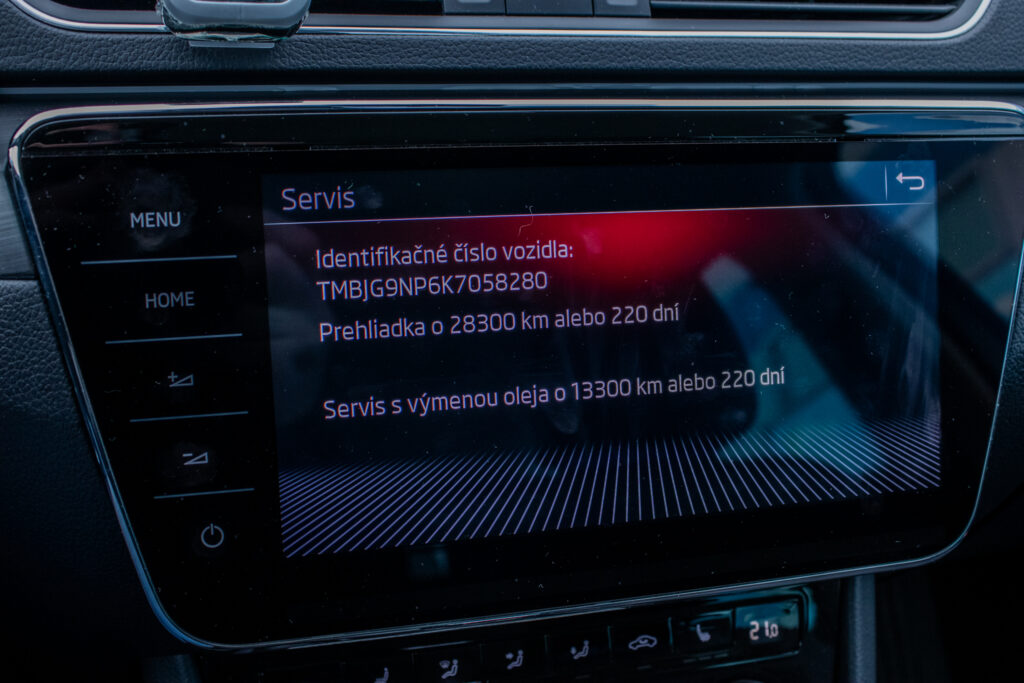 Servis
MENU
Identifikačné číslo vozidla:
TMBJG9NP6K7058280
HOME
Prehliadka o 28300 km alebo 220 dní
Servis s výmenou oleja o 13300 km alebo 220 dní
21.0